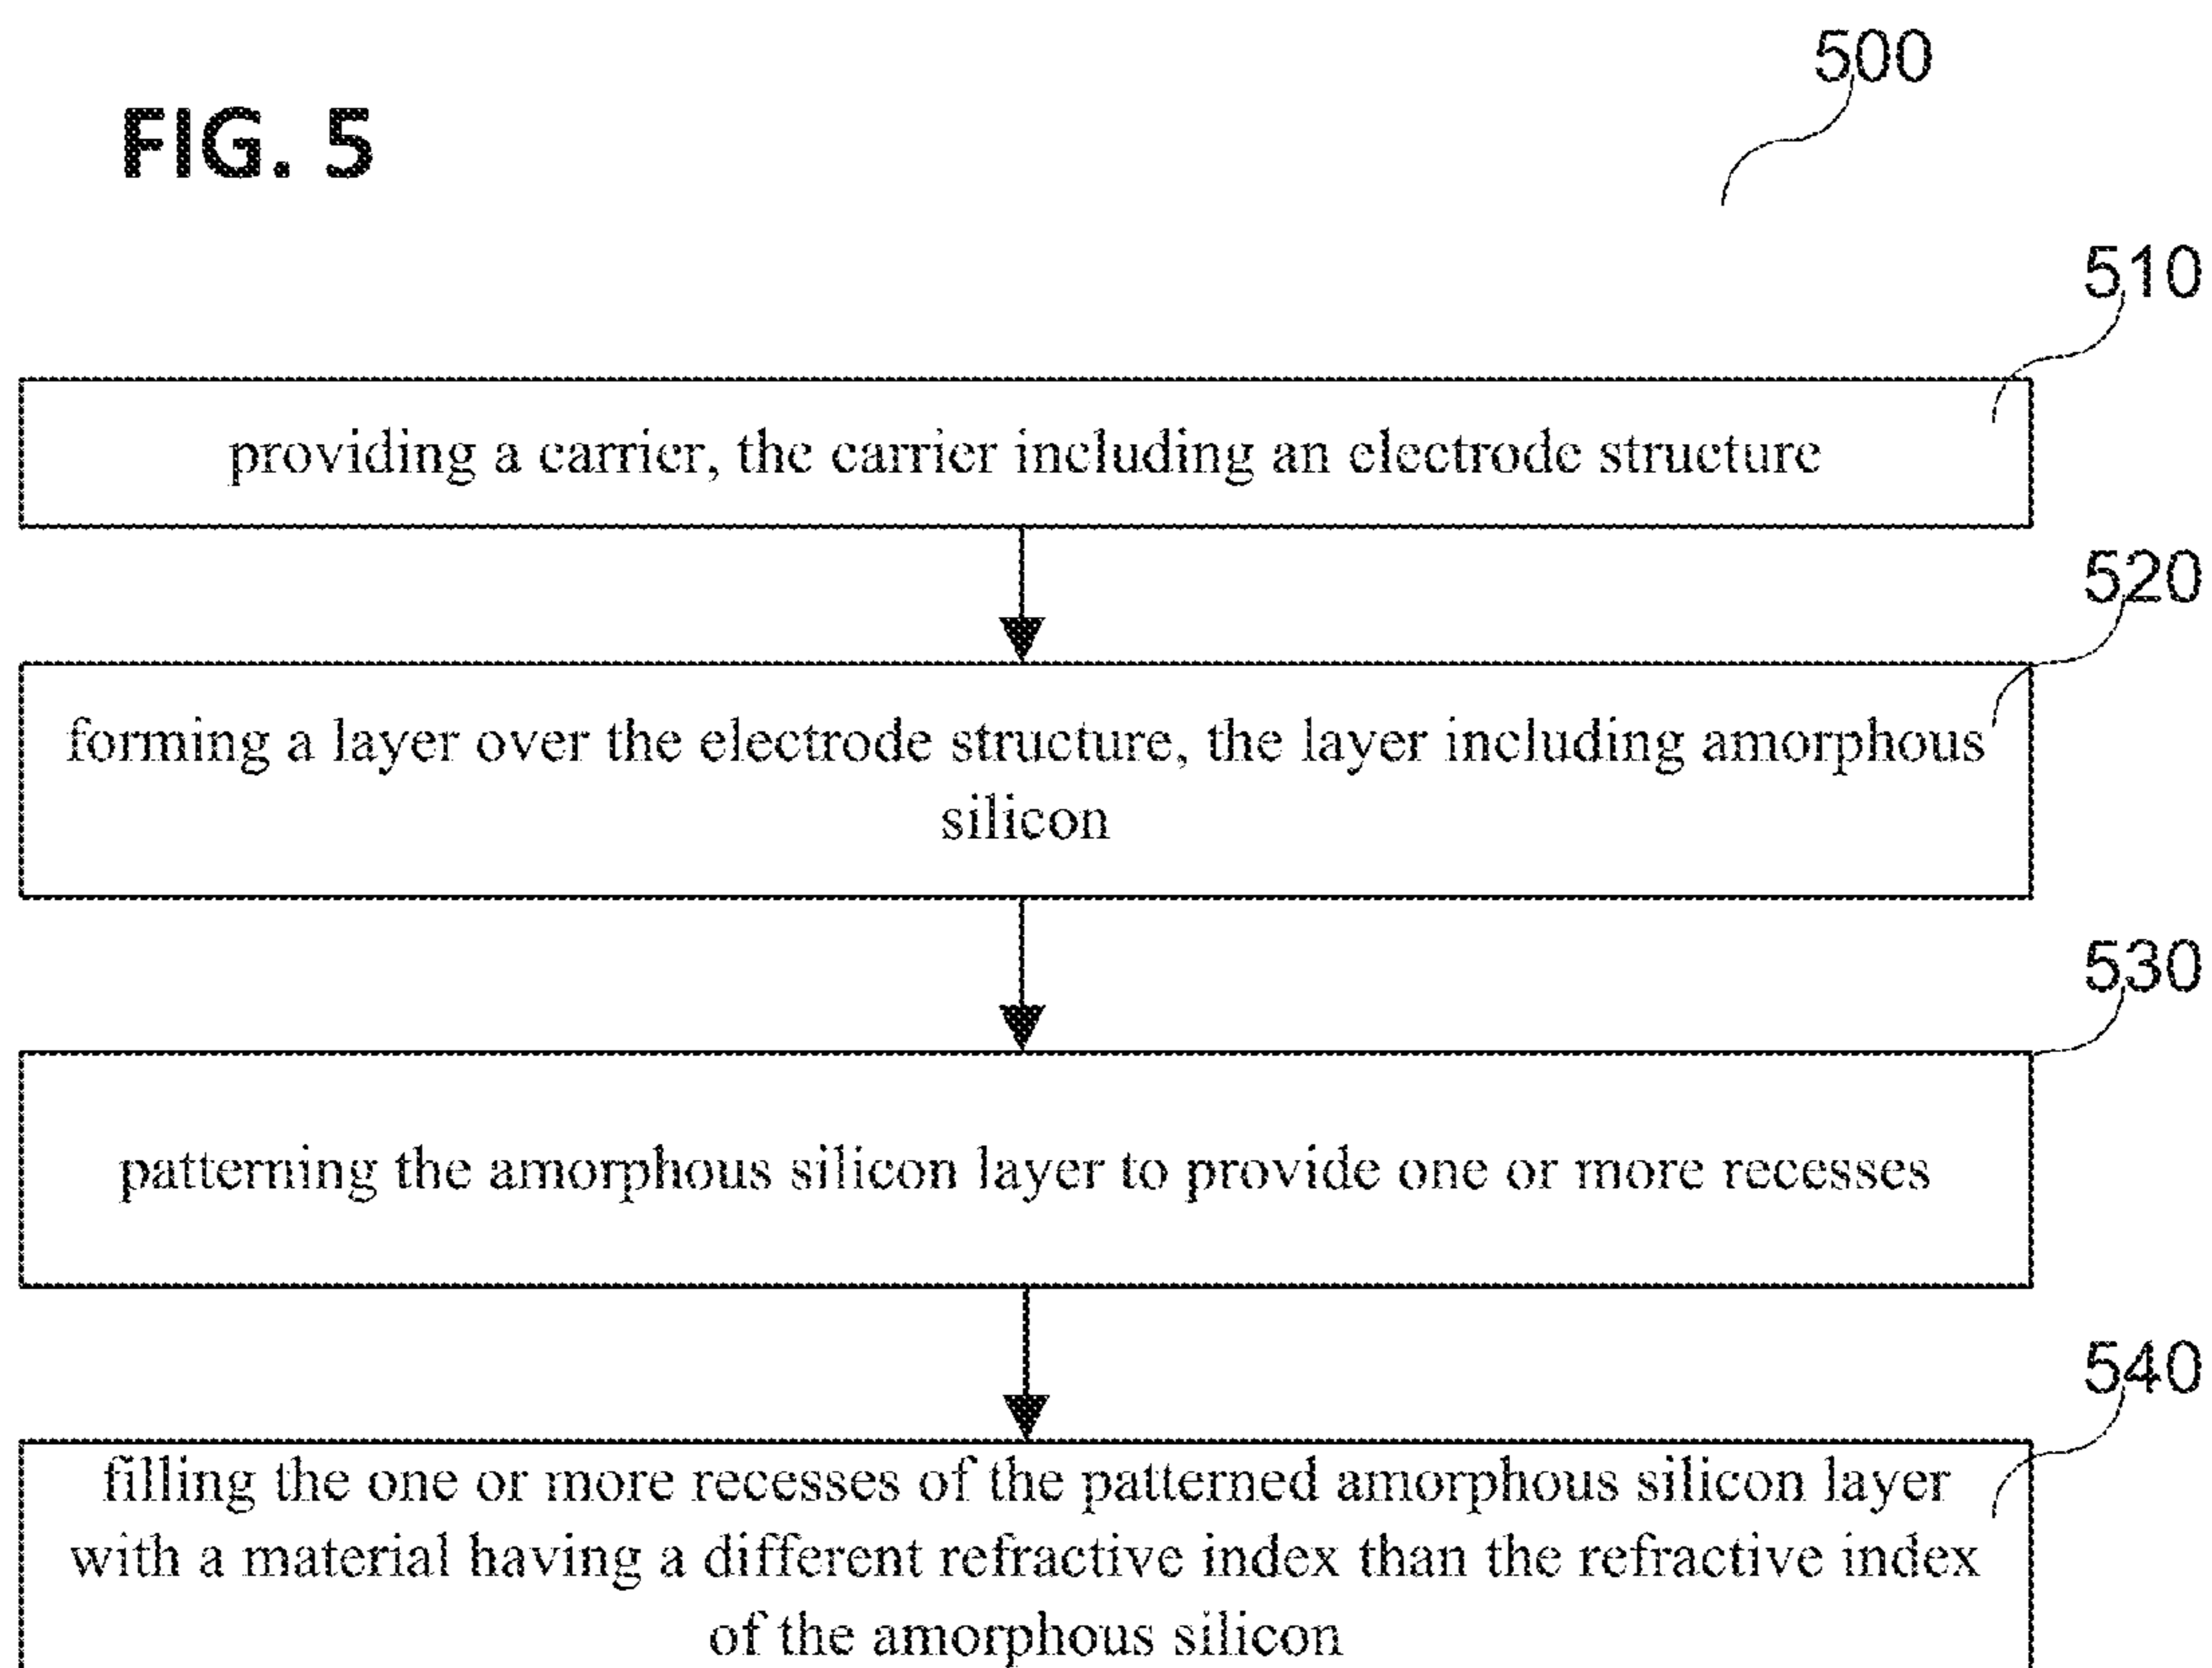 500
FIG. 5
510
providing a carrier, the carrier including an electrode structure
520
forming a layer over the electrode structure, the layer including amorphous
silicon
530
patterning the amorphous silicon layer to provide one or more recesses
540
filling the one or more recesses of the patterned amorphous silicon layer
with a material having a different refractive index than the refractive index
of the amorphous silicon